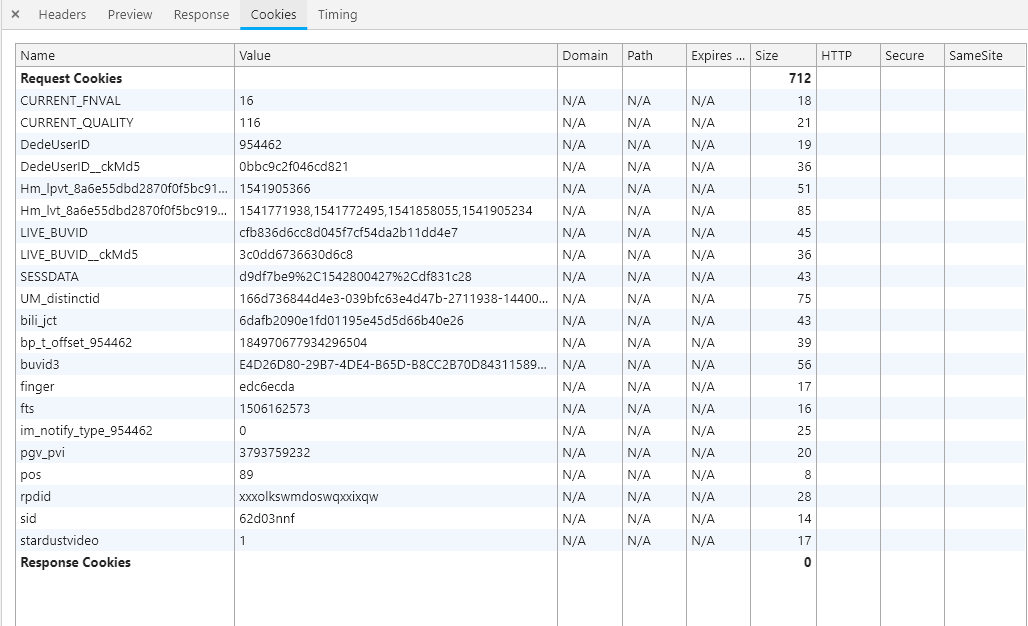 × Headers Preview Response Cookies Timing
Name Value Domain Path Expires ... Size HTTP Secure SameSite
Request Cookies 712
CURRENT_FNVAL 16 N/A N/A N/A 18
CURRENT_QUALITY 116 N/A N/A N/A 21
DedeUserID 954462 N/A N/A N/A 19
DedeUserID__ckMd5 0bbc9c2f046cd821 N/A N/A N/A 36
Hm_lpvt_8a6e55dbd2870f0f5bc91... 1541905366 N/A N/A N/A 51
Hm_lvt_8a6e55dbd2870f0f5bc919... 1541771938,1541772495,1541858055,1541905234 N/A N/A N/A 85
LIVE_BUVID cfb836d6cc8d045f7cf54da2b11dd4e7 N/A N/A N/A 45
LIVE_BUVID__ckMd5 3c0dd6736630d6c8 N/A N/A N/A 36
SESSDATA d9df7be9%2C1542800427%2Cdf831c28 N/A N/A N/A 43
UM_distinctid 166d736844d4e3-039bfc63e4d47b-2711938-14400... N/A N/A N/A 75
bili_jct 6dafb2090e1fd01195e45d5d66b40e26 N/A N/A N/A 43
bp_t_offset_954462 184970677934296504 N/A N/A N/A 39
buvid3 E4D26D80-29B7-4DE4-B65D-B8CC2B70D84311589... N/A N/A N/A 56
finger edc6ecda N/A N/A N/A 17
fts 1506162573 N/A N/A N/A 16
im_notify_type_954462 0 N/A N/A N/A 25
pgv_pvi 3793759232 N/A N/A N/A 20
pos 89 N/A N/A N/A 8
rpdid xxxolkswmdoswqxxixqw N/A N/A N/A 28
sid 62d03nnf N/A N/A N/A 14
stardustvideo 1 N/A N/A N/A 17
Response Cookies 0